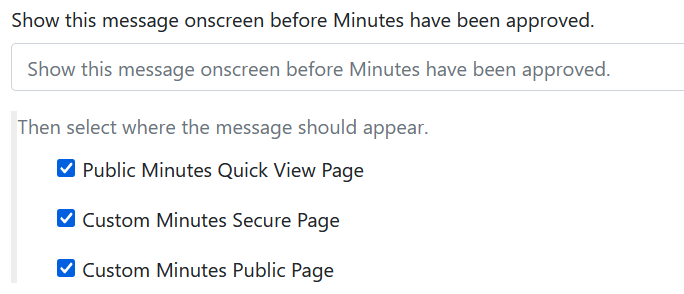 Show this message onscreen before Minutes have been approved.
Show this message onscreen before Minutes have been approved.
Then select where the message should appear.
Public Minutes Quick View Page
Custom Minutes Secure Page
Custom Minutes Public Page